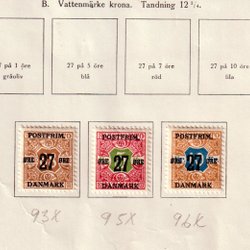 B. Vattenmärke krona. Tandning 12 ¼.
27 på 1 öre 27 på 5 öre 27 på 7 öre 27 på 10 öre
gråoliv blå röd lila
POSTFRIM. POSTFRIM. POSTFRIM.
ØRE 27 ØRE ØRE 27 ØRE ØRE 27 ØRE
DANMARK DANMARK DANMARK
93X 95X 96X